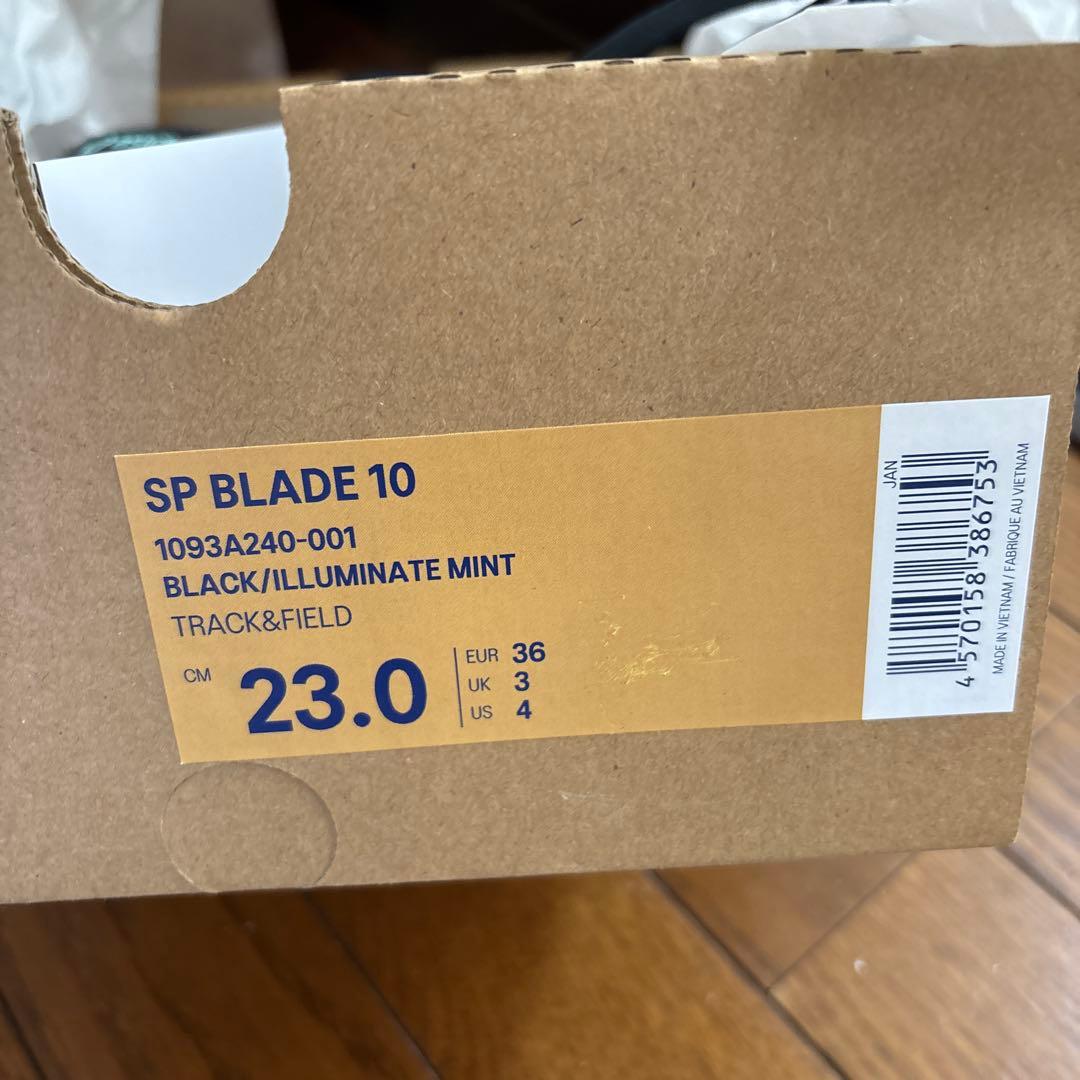 SP BLADE 10
1093A240-001
BLACK/ILLUMINATE MINT
TRACK&FIELD
CM 23.0
EUR 36
UK 3
US 4
JAN
4 570158 386753
MADE IN VIETNAM / FABRIQUE AU VIETNAM